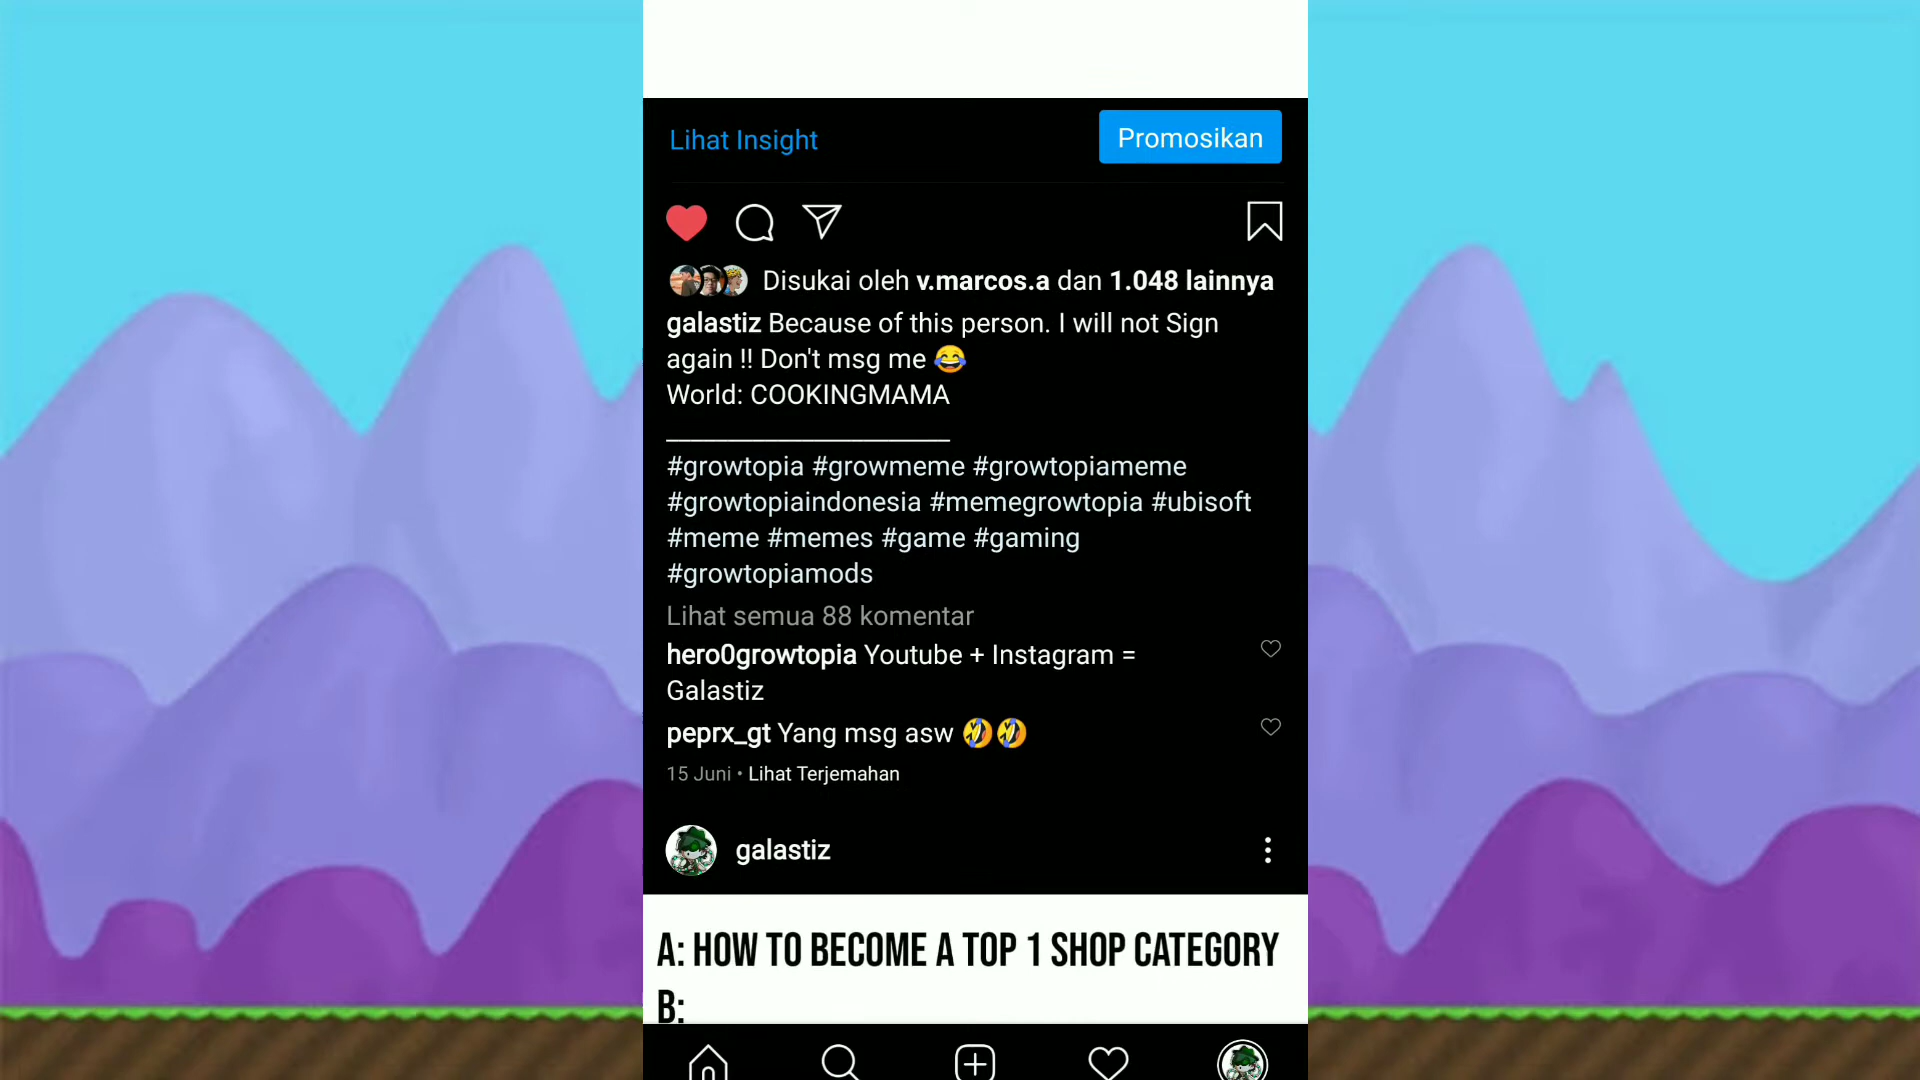 Lihat Insight
Promosikan
Disukai oleh v.marcos.a dan 1.048 lainnya
galastiz Because of this person. I will not Sign
again !! Don't msg me 😂
World: COOKINGMAMA
_____________________
#growtopia #growmeme #growtopiameme
#growtopiaindonesia #memegrowtopia #ubisoft
#meme #memes #game #gaming
#growtopiamods
Lihat semua 88 komentar
hero0growtopia Youtube + Instagram =
Galastiz
peprx_gt Yang msg asw 🤣🤣
15 Juni • Lihat Terjemahan
galastiz
A: HOW TO BECOME A TOP 1 SHOP CATEGORY
B: